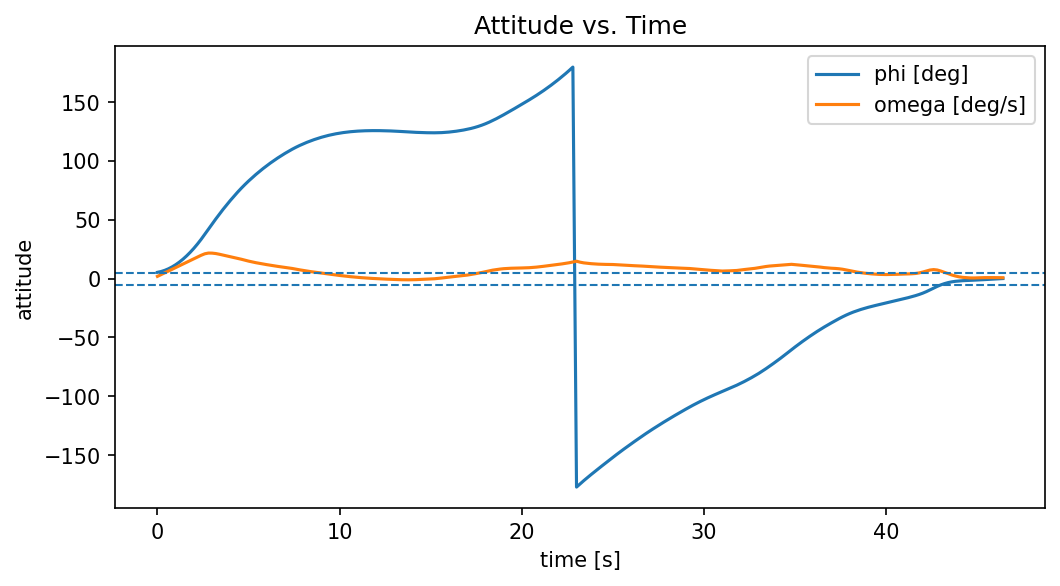 Attitude vs. Time
phi [deg]
omega [deg/s]
attitude
150
100
50
0
−50
−100
−150
0 10 20 30 40
time [s]